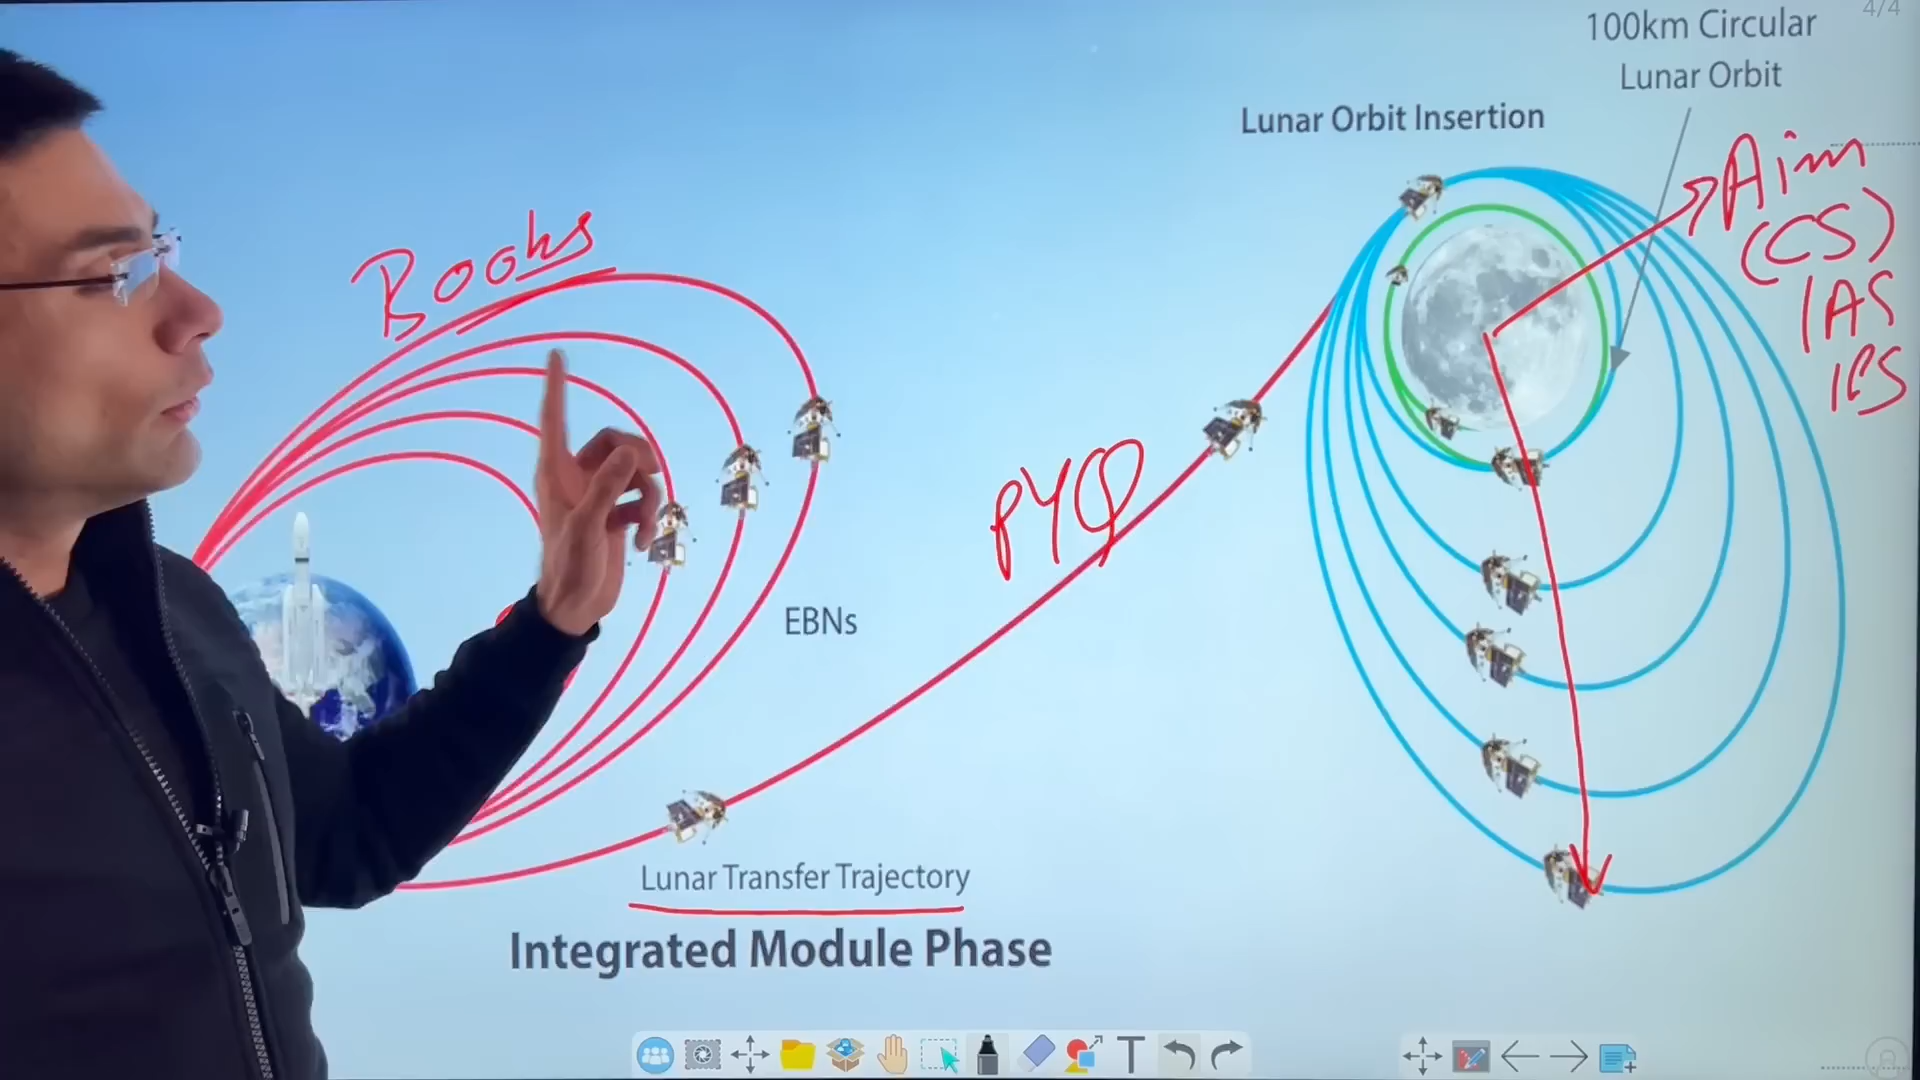 4/4
100km Circular
Lunar Orbit
Lunar Orbit Insertion
Aim
(CS)
IAS
IPS
Books
PYQ
EBNs
Lunar Transfer Trajectory
Integrated Module Phase
T